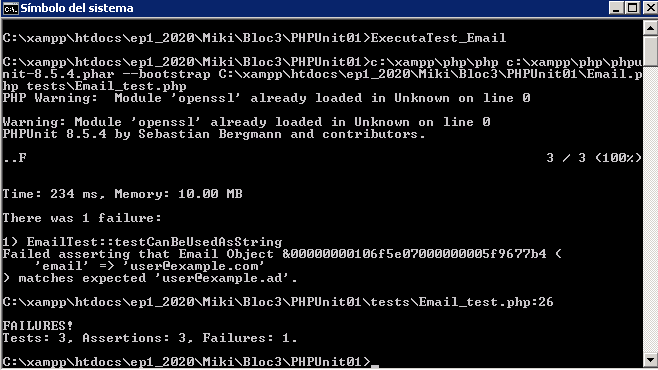 Símbolo del sistema
C:\xampp\htdocs\ep1_2020\Miki\Bloc3\PHPUnit01>ExecutaTest_Email
C:\xampp\htdocs\ep1_2020\Miki\Bloc3\PHPUnit01>c:\xampp\php\php c:\xampp\php\phpu
nit-8.5.4.phar --bootstrap C:\xampp\htdocs\ep1_2020\Miki\Bloc3\PHPUnit01\Email.p
hp tests\Email_test.php
PHP Warning:  Module 'openssl' already loaded in Unknown on line 0
Warning: Module 'openssl' already loaded in Unknown on line 0
PHPUnit 8.5.4 by Sebastian Bergmann and contributors.
..F                                                                 3 / 3 (100%)
Time: 234 ms, Memory: 10.00 MB
There was 1 failure:
1) EmailTest::testCanBeUsedAsString
Failed asserting that Email Object &00000000106f5e07000000005f9677b4 (
    'email' => 'user@example.com'
) matches expected 'user@example.ad'.
C:\xampp\htdocs\ep1_2020\Miki\Bloc3\PHPUnit01\tests\Email_test.php:26
FAILURES!
Tests: 3, Assertions: 3, Failures: 1.
C:\xampp\htdocs\ep1_2020\Miki\Bloc3\PHPUnit01>_